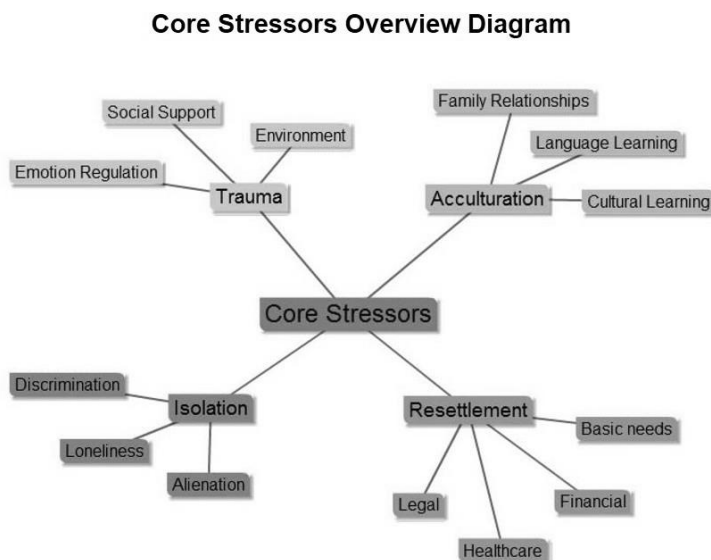 Core Stressors Overview Diagram
Social Support
Environment
Emotion Regulation
Trauma
Family Relationships
Language Learning
Acculturation
Cultural Learning
Core Stressors
Discrimination
Isolation
Loneliness
Alienation
Resettlement
Basic needs
Legal
Financial
Healthcare